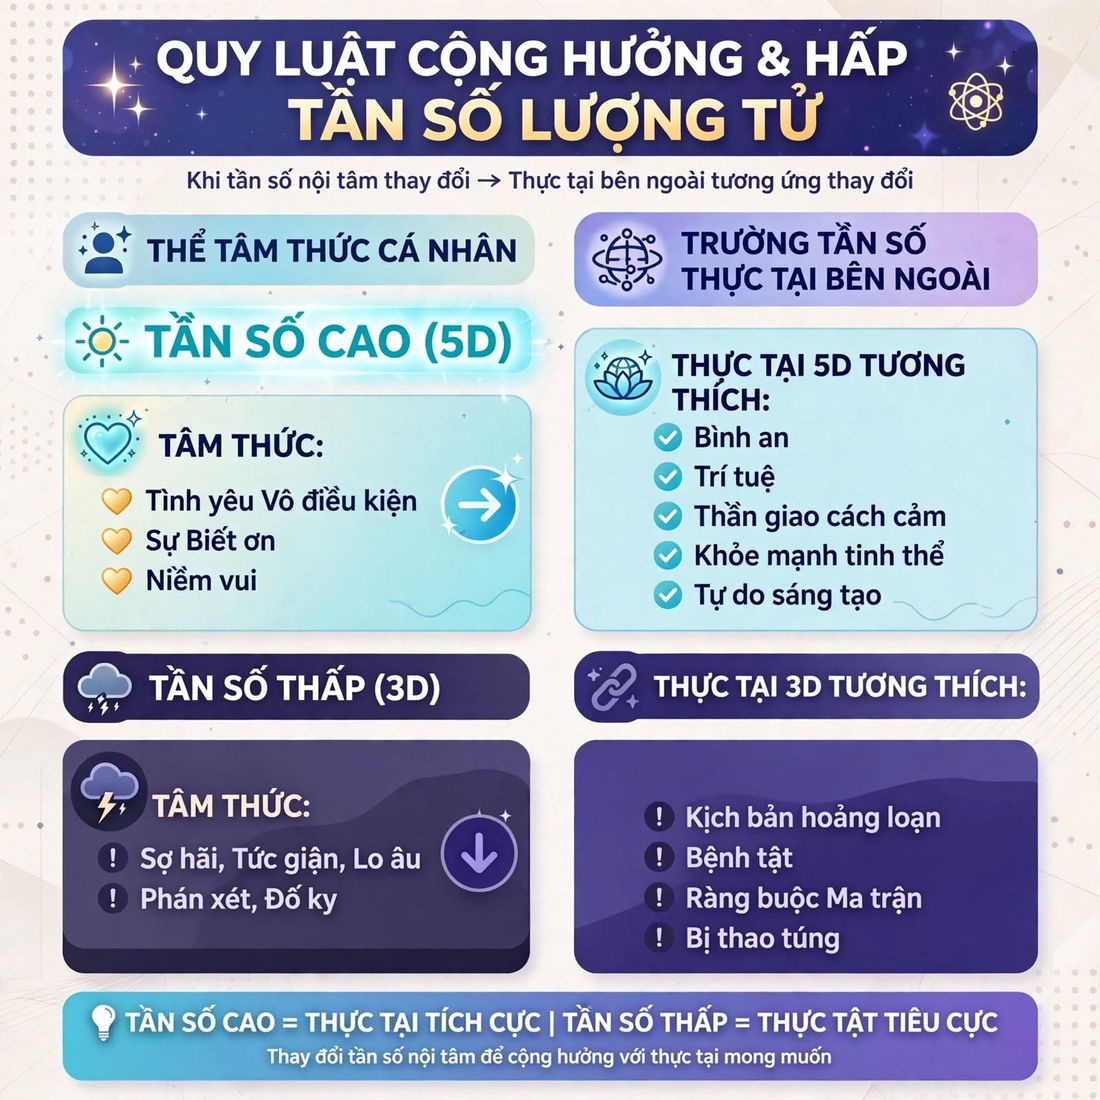 QUY LUẬT CỘNG HƯỞNG & HẤP
TẦN SỐ LƯỢNG TỬ
Khi tần số nội tâm thay đổi → Thực tại bên ngoài tương ứng thay đổi
THỂ TÂM THỨC CÁ NHÂN
TẦN SỐ CAO (5D)
TÂM THỨC:
Tình yêu Vô điều kiện
Sự Biết ơn
Niềm vui
TRƯỜNG TẦN SỐ
THỰC TẠI BÊN NGOÀI
THỰC TẠI 5D TƯƠNG
THÍCH:
Bình an
Trí tuệ
Thần giao cách cảm
Khỏe mạnh tinh thể
Tự do sáng tạo
TẦN SỐ THẤP (3D)
TÂM THỨC:
! Sợ hãi, Tức giận, Lo âu
! Phán xét, Đố kỵ
THỰC TẠI 3D TƯƠNG THÍCH:
! Kịch bản hoảng loạn
! Bệnh tật
! Ràng buộc Ma trận
! Bị thao túng
TẦN SỐ CAO = THỰC TẠI TÍCH CỰC | TẦN SỐ THẤP = THỰC TẬT TIÊU CỰC
Thay đổi tần số nội tâm để cộng hưởng với thực tại mong muốn